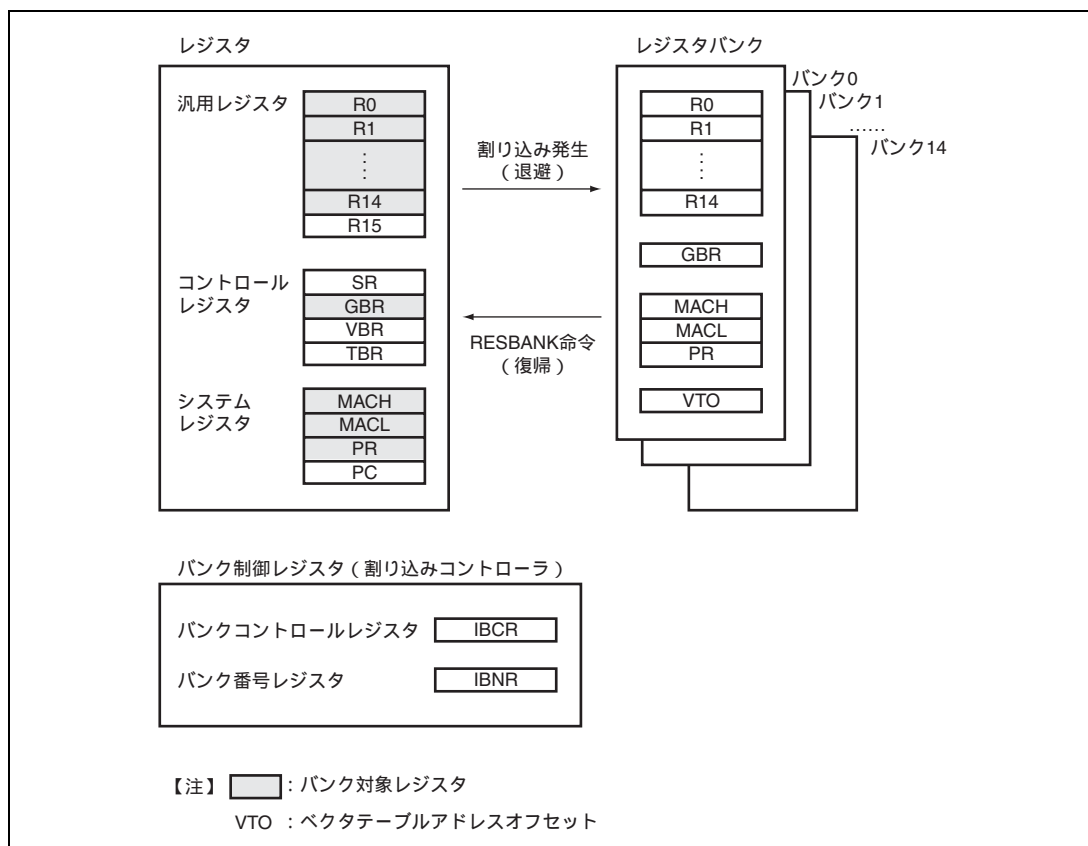 レジスタ
汎用レジスタ
R0
R1
⋮
R14
R15
コントロール
レジスタ
SR
GBR
VBR
TBR
システム
レジスタ
MACH
MACL
PR
PC
割り込み発生
(退避)
RESBANK命令
(復帰)
レジスタバンク
バンク0
バンク1
……
バンク14
R0
R1
⋮
R14
GBR
MACH
MACL
PR
VTO
バンク制御レジスタ(割り込みコントローラ)
バンクコントロールレジスタ IBCR
バンク番号レジスタ IBNR
【注】 :バンク対象レジスタ
VTO :ベクタテーブルアドレスオフセット